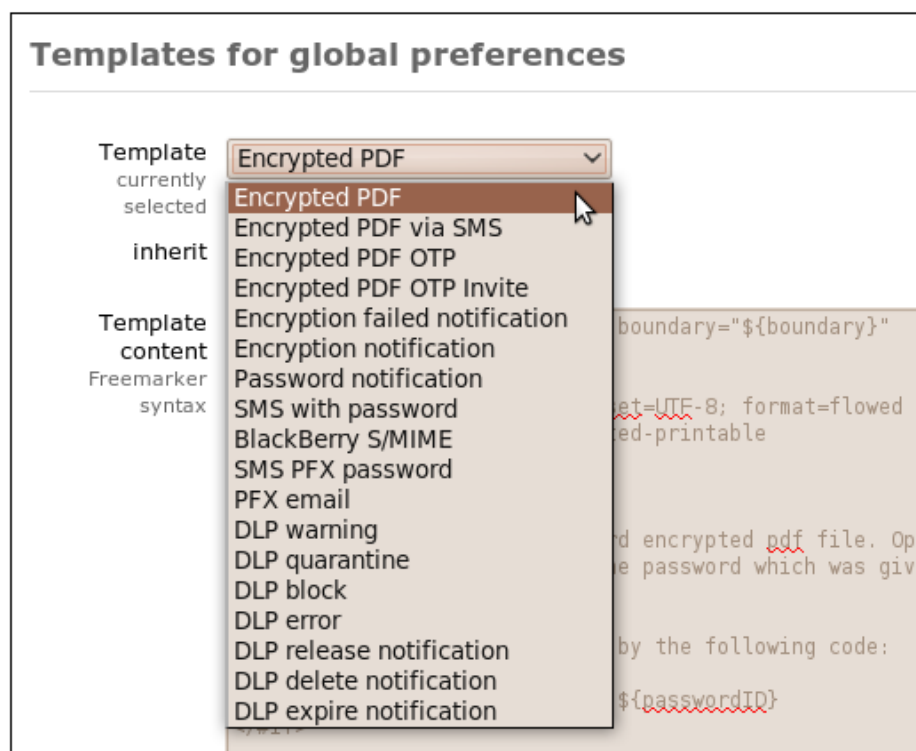 Templates for global preferences
Template
currently
selected
Encrypted PDF
Encrypted PDF
Encrypted PDF via SMS
Encrypted PDF OTP
Encrypted PDF OTP Invite
Encryption failed notification
Encryption notification
Password notification
SMS with password
BlackBerry S/MIME
SMS PFX password
PFX email
DLP warning
DLP quarantine
DLP block
DLP error
DLP release notification
DLP delete notification
DLP expire notification
inherit
Template
content
Freemarker
syntax
boundary="${boundary}"
set=UTF-8; format=flowed
ed-printable
rd encrypted pdf file. Op
e password which was giv
by the following code:
${passwordID}